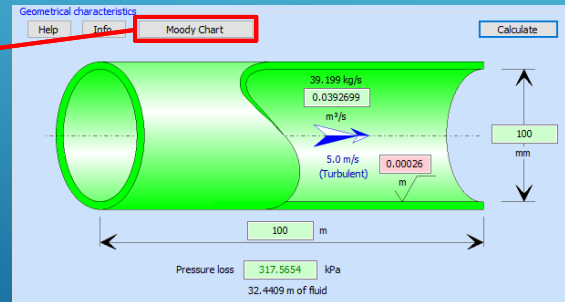 Geometrical characteristics
Help Info Moody Chart Calculate
39.199 kg/s
0.0392699
m³/s
5.0 m/s
(Turbulent)
0.00026
m
100
mm
100 m
Pressure loss 317.5654 kPa
32.4409 m of fluid